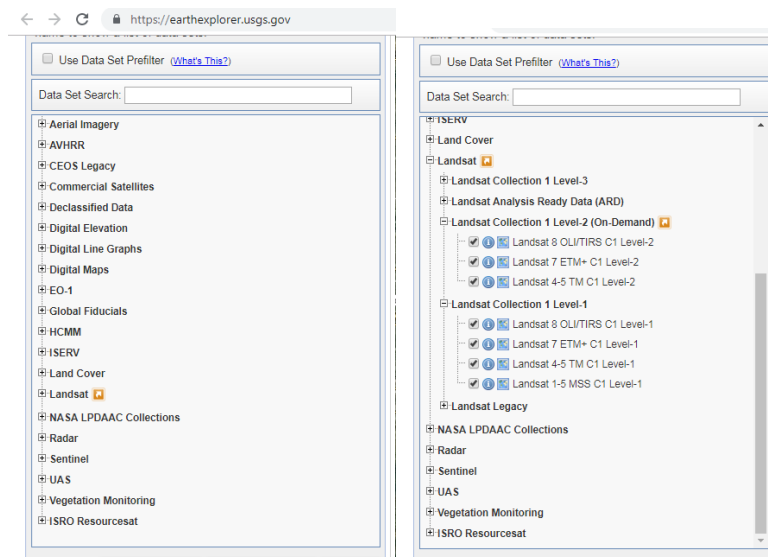 https://earthexplorer.usgs.gov
Use Data Set Prefilter (What's This?)
Data Set Search:
Aerial Imagery
AVHRR
CEOS Legacy
Commercial Satellites
Declassified Data
Digital Elevation
Digital Line Graphs
Digital Maps
EO-1
Global Fiducials
HCMM
ISERV
Land Cover
Landsat
NASA LPDAAC Collections
Radar
Sentinel
UAS
Vegetation Monitoring
ISRO Resourcesat
Use Data Set Prefilter (What's This?)
Data Set Search:
ISERV
Land Cover
Landsat
Landsat Collection 1 Level-3
Landsat Analysis Ready Data (ARD)
Landsat Collection 1 Level-2 (On-Demand)
Landsat 8 OLI/TIRS C1 Level-2
Landsat 7 ETM+ C1 Level-2
Landsat 4-5 TM C1 Level-2
Landsat Collection 1 Level-1
Landsat 8 OLI/TIRS C1 Level-1
Landsat 7 ETM+ C1 Level-1
Landsat 4-5 TM C1 Level-1
Landsat 1-5 MSS C1 Level-1
Landsat Legacy
NASA LPDAAC Collections
Radar
Sentinel
UAS
Vegetation Monitoring
ISRO Resourcesat